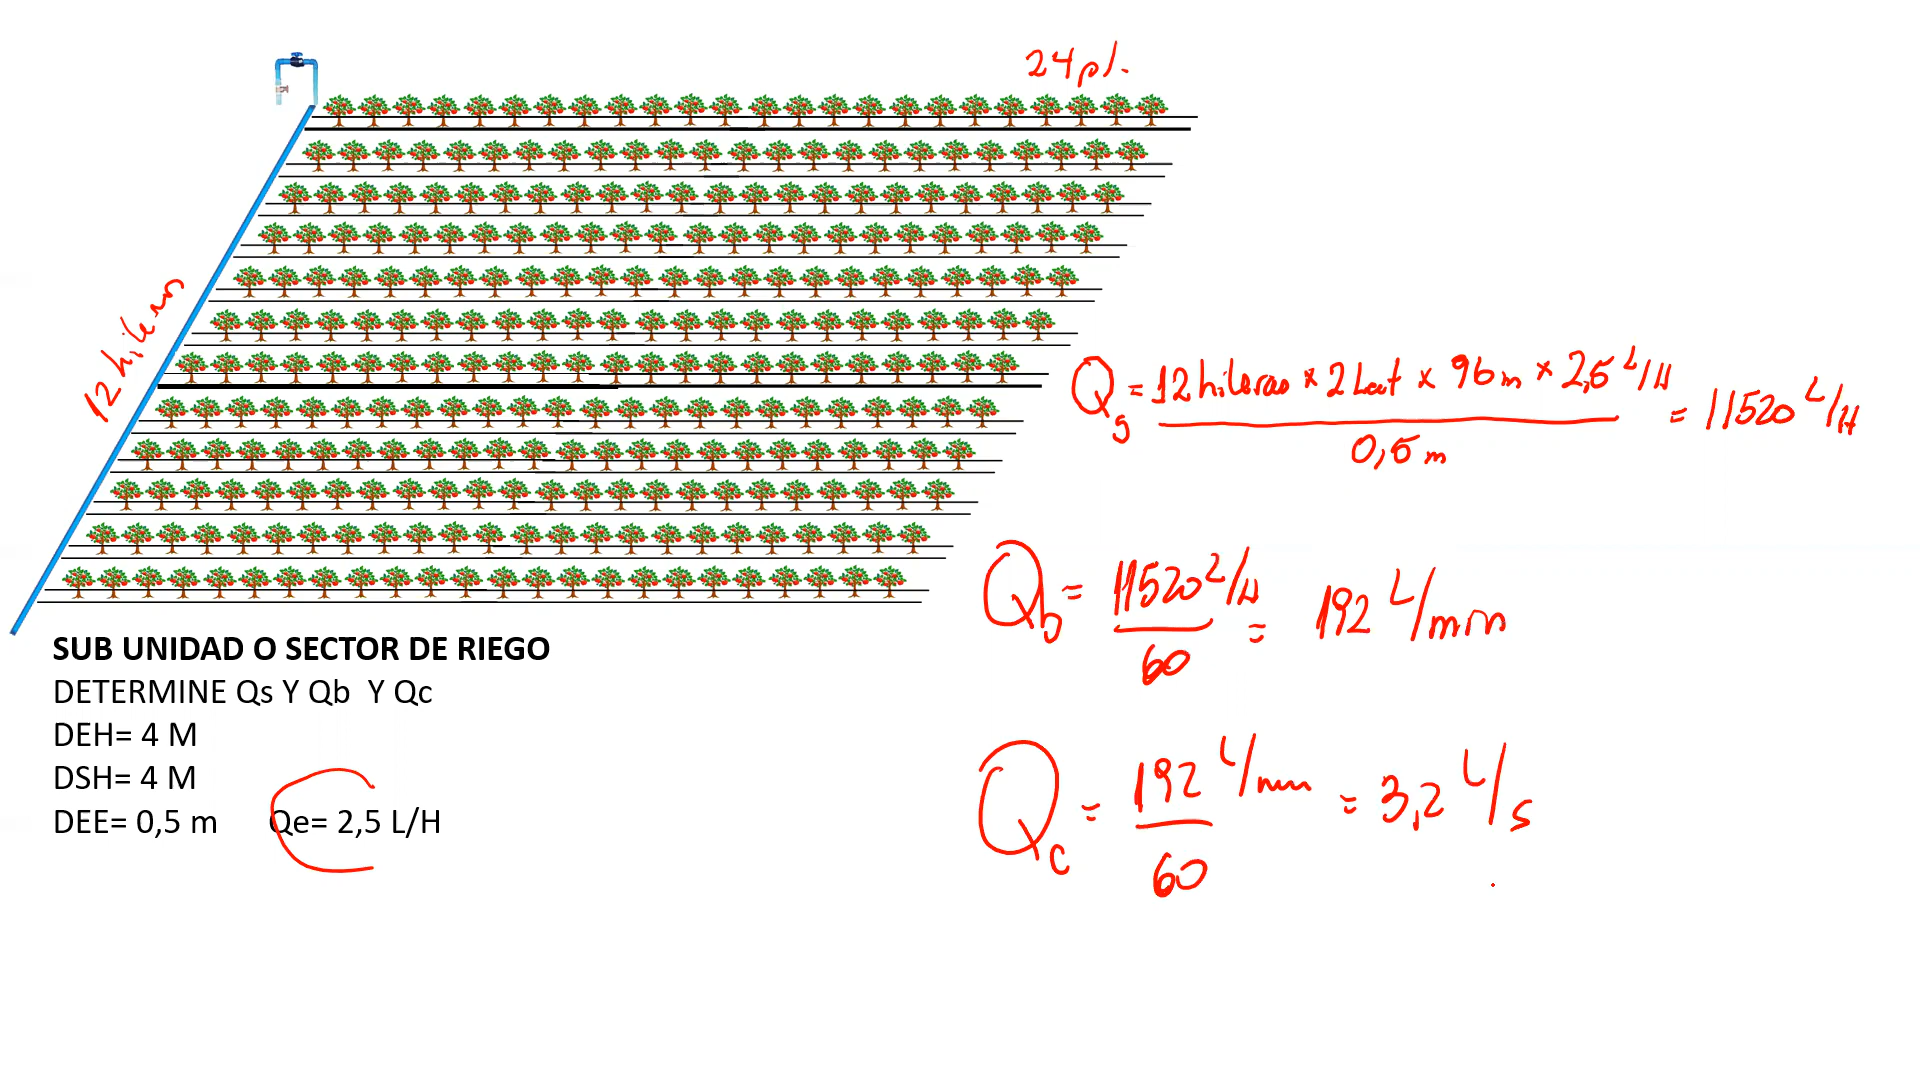 24 pl.
12 hileras
Qs = 12 hileras × 2 Lat × 96 m × 2,5 L/H = 11520 L/H
0,5 m
Qb = 11520 L/H = 192 L/min
60
SUB UNIDAD O SECTOR DE RIEGO
DETERMINE Qs Y Qb Y Qc
DEH= 4 M
DSH= 4 M
DEE= 0,5 m Qe= 2,5 L/H
Qc = 192 L/min = 3,2 L/s
60